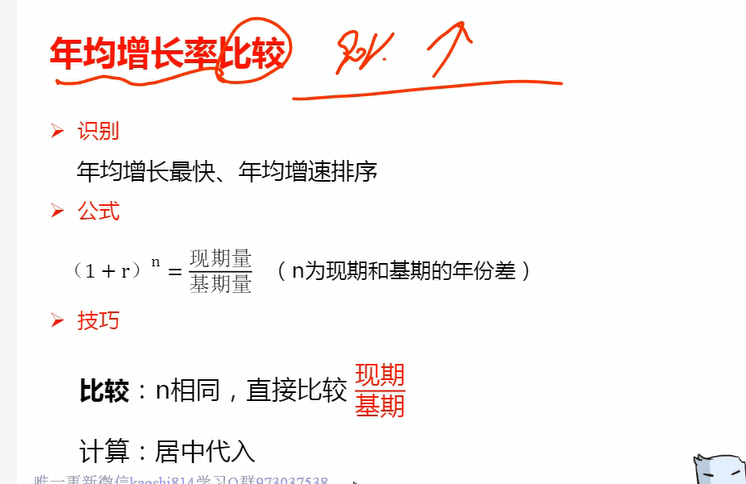 年均增长率比较
识别
年均增长最快、年均增速排序
公式
（1 + r）ⁿ = 现期量/基期量 （n为现期和基期的年份差）
技巧
比较：n相同，直接比较 现期/基期
计算：居中代入
唯一更新微信kaoshi814学习Q群973037538